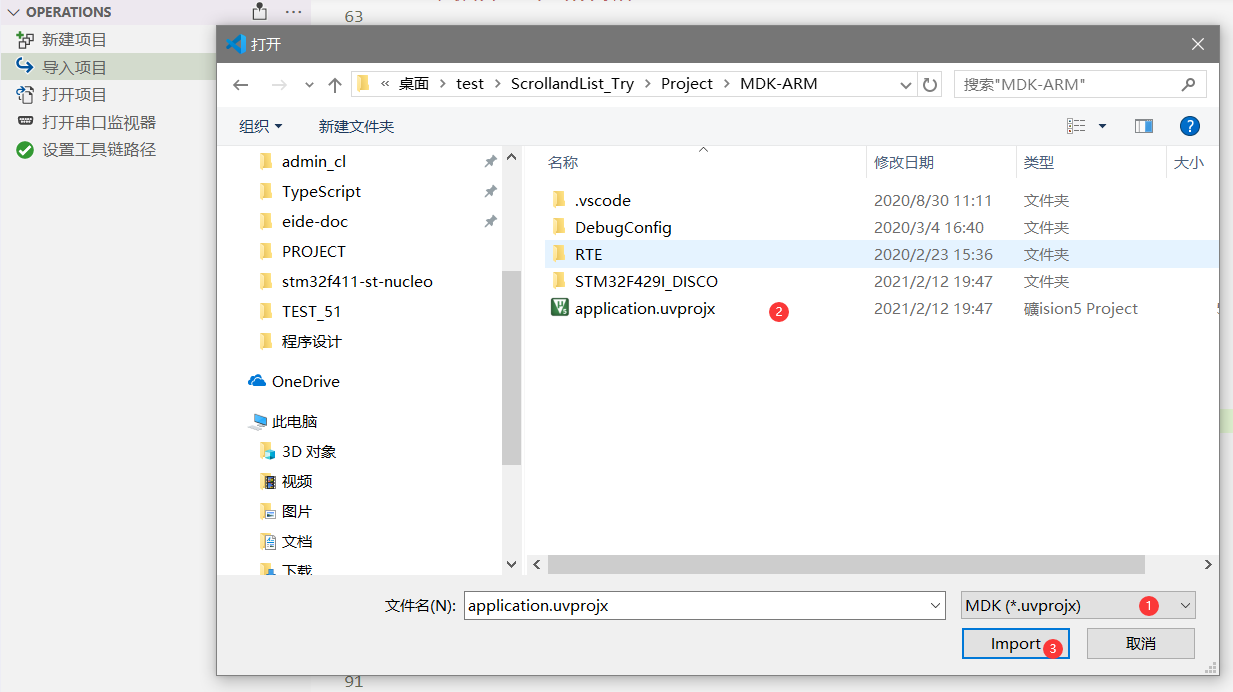 OPERATIONS
新建项目
导入项目
打开项目
打开串口监视器
设置工具链路径
63
打开
« 桌面 > test > ScrollandList_Try > Project > MDK-ARM
搜索"MDK-ARM"
组织 新建文件夹
?
admin_cl
TypeScript
eide-doc
PROJECT
stm32f411-st-nucleo
TEST_51
程序设计
OneDrive
此电脑
3D 对象
视频
图片
文档
下载
名称 修改日期 类型 大小
.vscode 2020/8/30 11:11 文件夹
DebugConfig 2020/3/4 16:40 文件夹
RTE 2020/2/23 15:36 文件夹
STM32F429I_DISCO 2021/2/12 19:47 文件夹
application.uvprojx 2 2021/2/12 19:47 礦ision5 Project
文件名(N): application.uvprojx MDK (*.uvprojx) 1
Import 3 取消
91